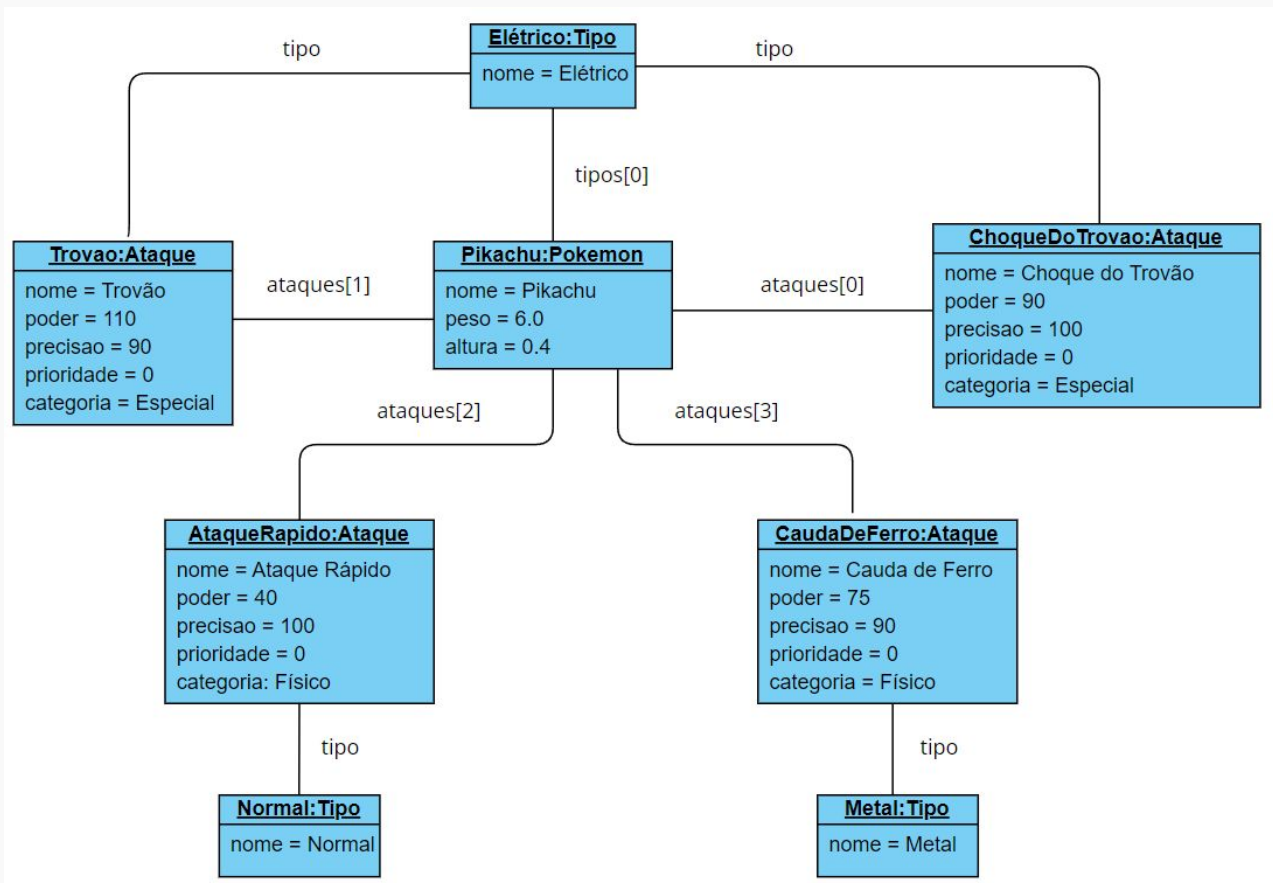 Elétrico:Tipo
nome = Elétrico
tipo
tipo
tipos[0]
Trovao:Ataque
nome = Trovão
poder = 110
precisao = 90
prioridade = 0
categoria = Especial
ataques[1]
Pikachu:Pokemon
nome = Pikachu
peso = 6.0
altura = 0.4
ataques[0]
ChoqueDoTrovao:Ataque
nome = Choque do Trovão
poder = 90
precisao = 100
prioridade = 0
categoria = Especial
ataques[2]
ataques[3]
AtaqueRapido:Ataque
nome = Ataque Rápido
poder = 40
precisao = 100
prioridade = 0
categoria: Físico
CaudaDeFerro:Ataque
nome = Cauda de Ferro
poder = 75
precisao = 90
prioridade = 0
categoria = Físico
tipo
tipo
Normal:Tipo
nome = Normal
Metal:Tipo
nome = Metal